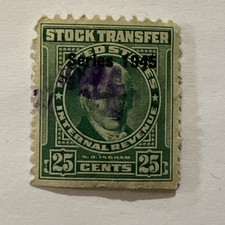 STOCK TRANSFER
UNITED STATES
Series 1945
INTERNAL REVENUE
S. D. INGHAM
25 CENTS 25